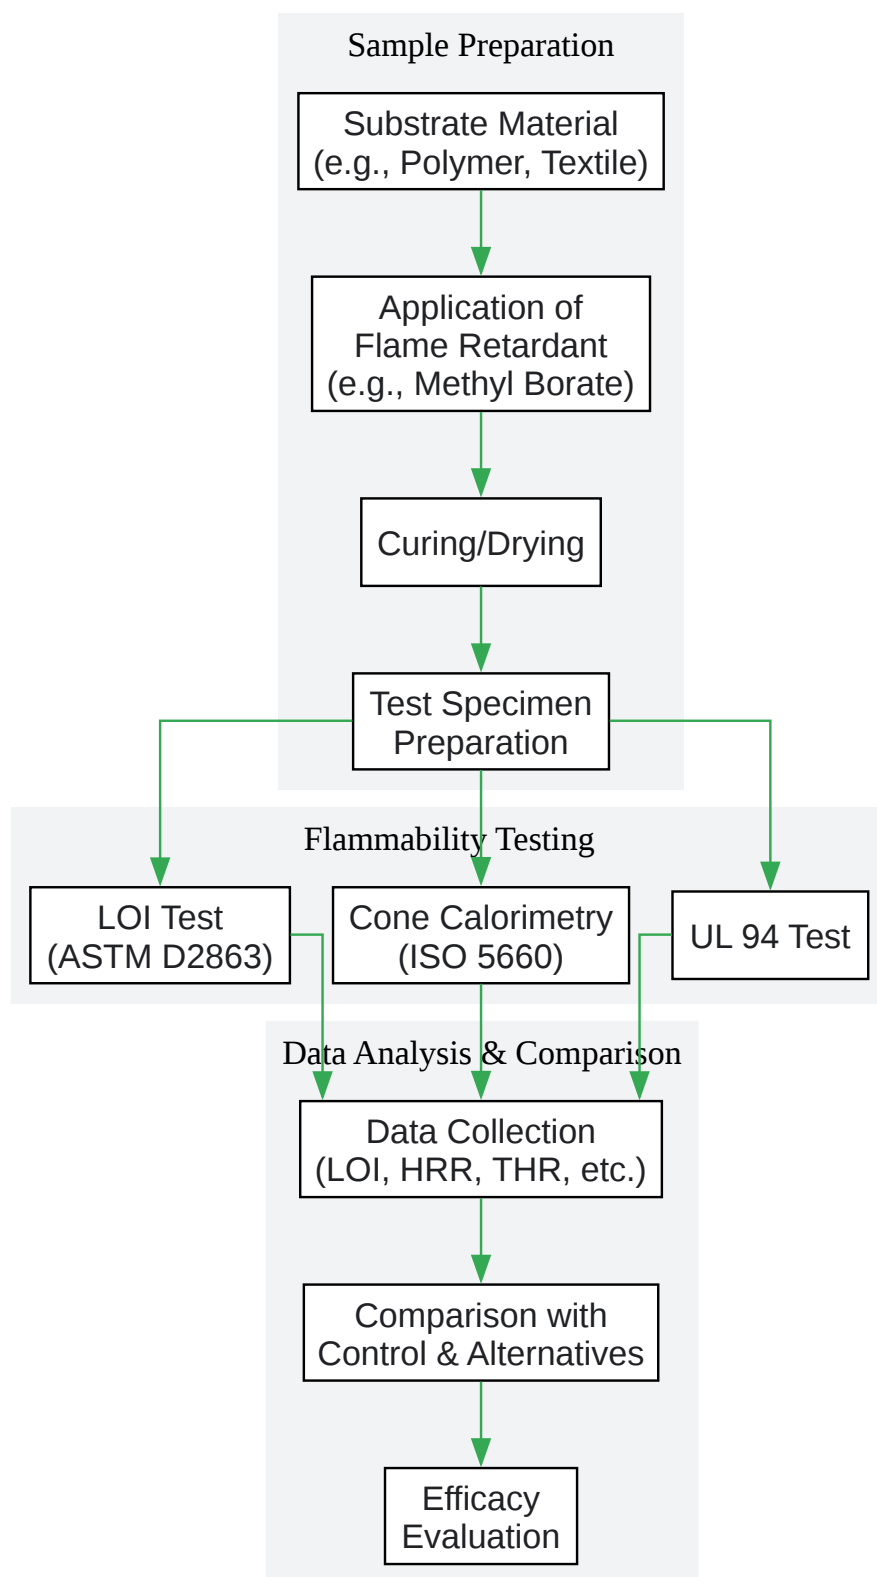 Sample Preparation
Substrate Material
(e.g., Polymer, Textile)
Application of
Flame Retardant
(e.g., Methyl Borate)
Curing/Drying
Test Specimen
Preparation
Flammability Testing
LOI Test
(ASTM D2863)
Cone Calorimetry
(ISO 5660)
UL 94 Test
Data Analysis & Comparison
Data Collection
(LOI, HRR, THR, etc.)
Comparison with
Control & Alternatives
Efficacy
Evaluation